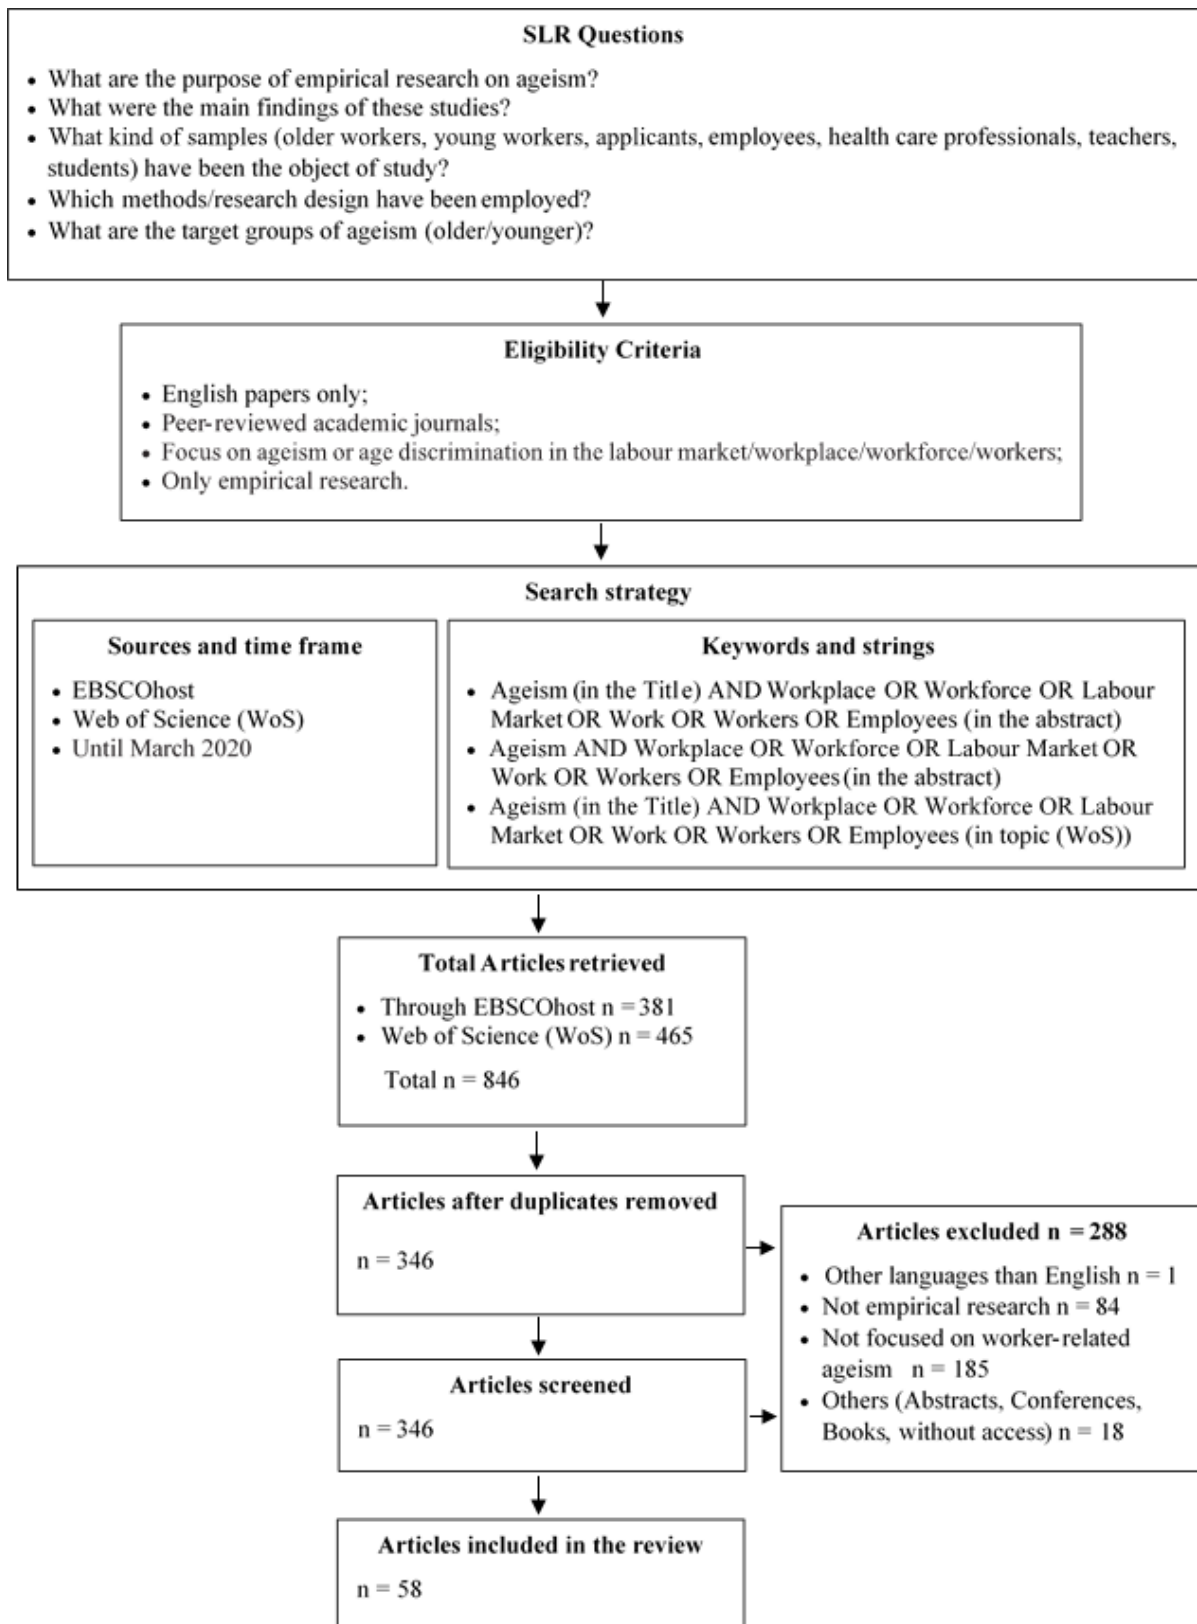 SLR Questions
• What are the purpose of empirical research on ageism?
• What were the main findings of these studies?
• What kind of samples (older workers, young workers, applicants, employees, health care professionals, teachers,
students) have been the object of study?
• Which methods/research design have been employed?
• What are the target groups of ageism (older/younger)?
Eligibility Criteria
• English papers only;
• Peer-reviewed academic journals;
• Focus on ageism or age discrimination in the labour market/workplace/workforce/workers;
• Only empirical research.
Search strategy
Sources and time frame
• EBSCOhost
• Web of Science (WoS)
• Until March 2020
Keywords and strings
• Ageism (in the Title) AND Workplace OR Workforce OR Labour
Market OR Work OR Workers OR Employees (in the abstract)
• Ageism AND Workplace OR Workforce OR Labour Market OR
Work OR Workers OR Employees (in the abstract)
• Ageism (in the Title) AND Workplace OR Workforce OR Labour
Market OR Work OR Workers OR Employees (in topic (WoS))
Total Articles retrieved
• Through EBSCOhost n = 381
• Web of Science (WoS) n = 465
Total n = 846
Articles after duplicates removed
n = 346
Articles excluded n = 288
• Other languages than English n = 1
• Not empirical research n = 84
• Not focused on worker-related
ageism n = 185
• Others (Abstracts, Conferences,
Books, without access) n = 18
Articles screened
n = 346
Articles included in the review
n = 58